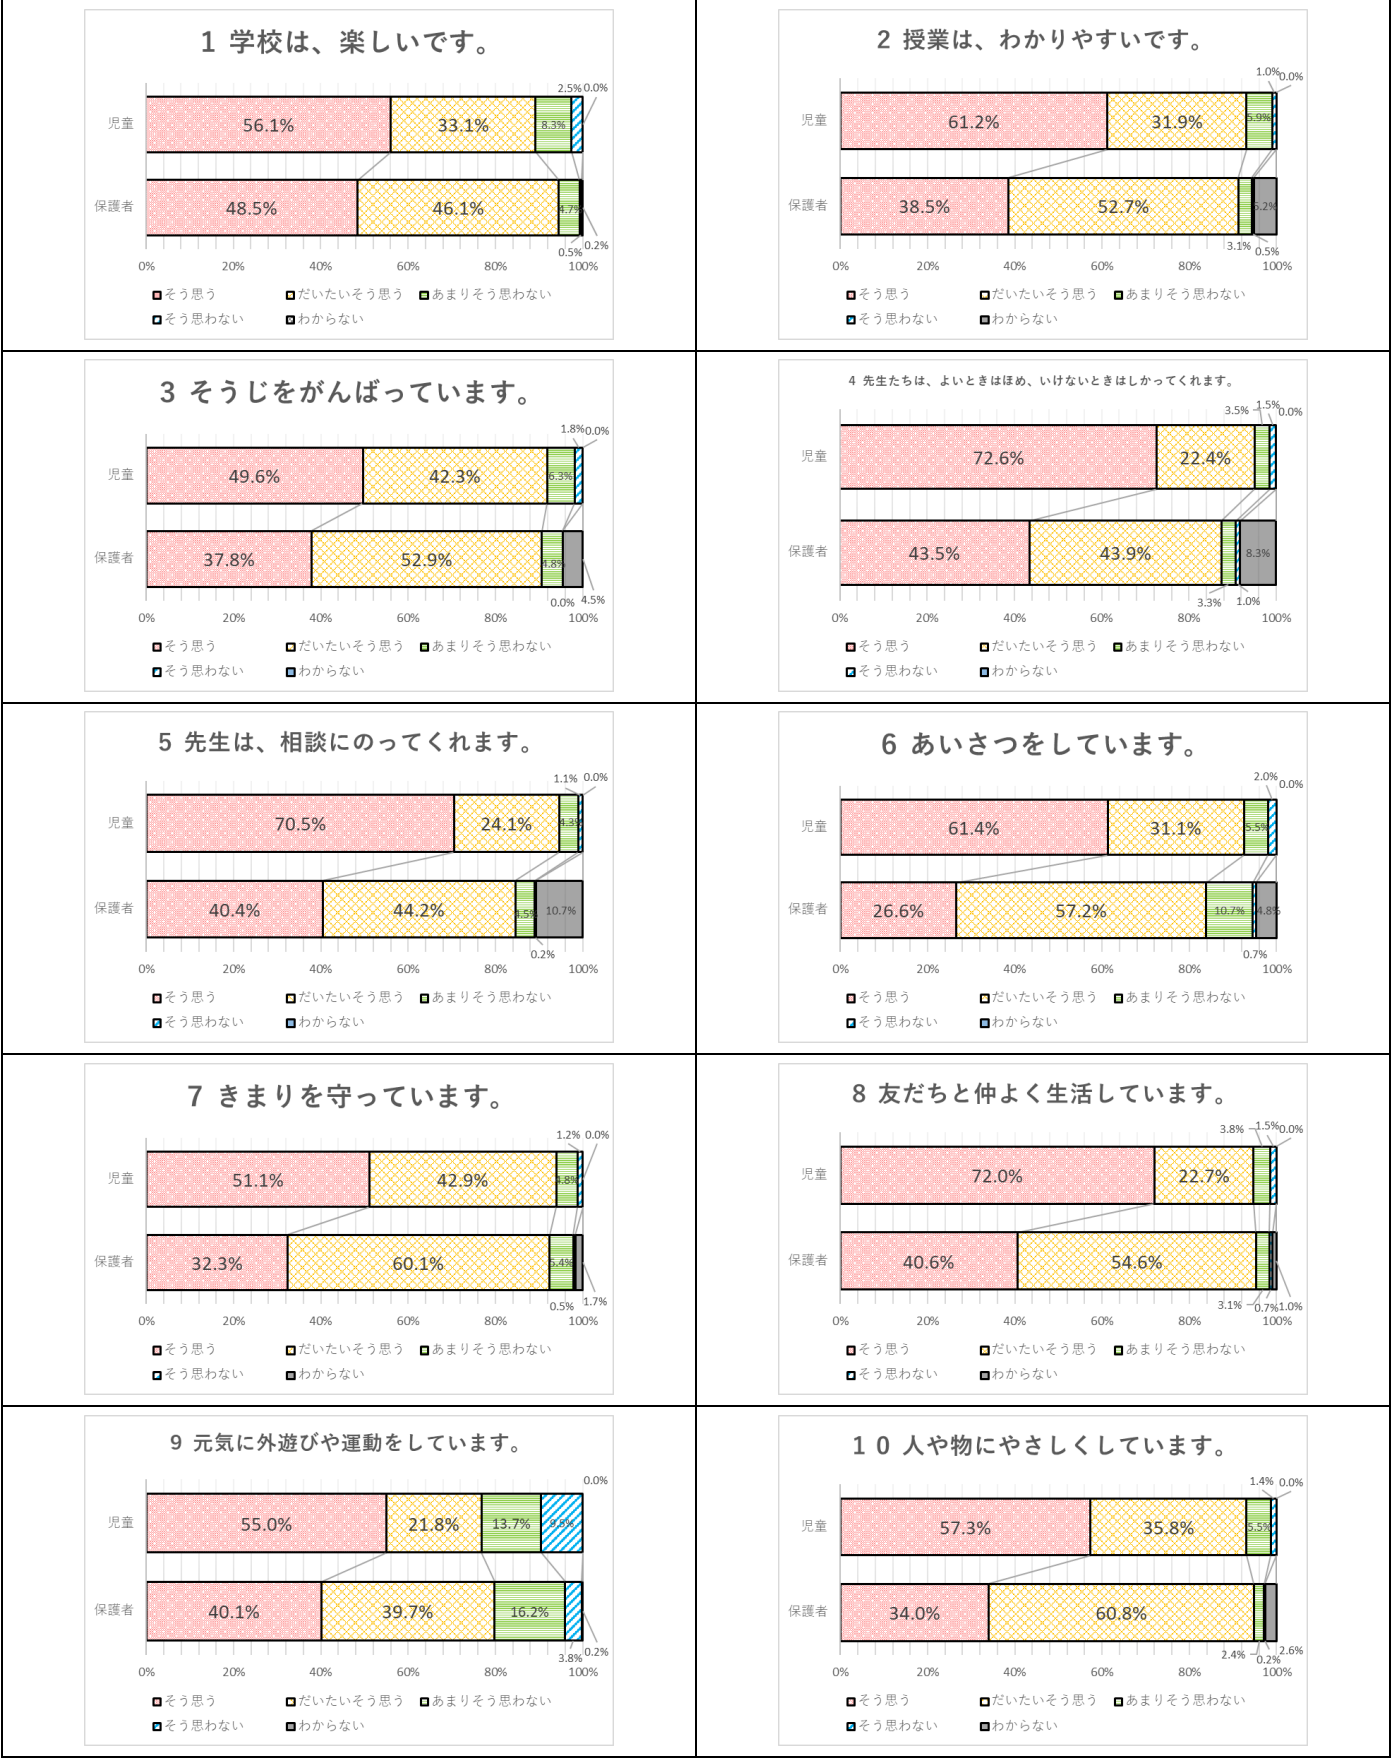 1 学校は、楽しいです。
2.5% 0.0%
児童 56.1% 33.1% 8.3%
保護者 48.5% 46.1% 4.7%
0.5% 0.2%
0% 20% 40% 60% 80% 100%
そう思う だいたいそう思う あまりそう思わない
そう思わない わからない
2 授業は、わかりやすいです。
1.0% 0.0%
児童 61.2% 31.9% 5.9%
保護者 38.5% 52.7% 5.2%
3.1% 0.5%
0% 20% 40% 60% 80% 100%
そう思う だいたいそう思う あまりそう思わない
そう思わない わからない
3 そうじをがんばっています。
1.8% 0.0%
児童 49.6% 42.3% 6.3%
保護者 37.8% 52.9% 4.8%
0.0% 4.5%
0% 20% 40% 60% 80% 100%
そう思う だいたいそう思う あまりそう思わない
そう思わない わからない
4 先生たちは、よいときはほめ、いけないときはしかってくれます。
3.5% 1.5% 0.0%
児童 72.6% 22.4%
保護者 43.5% 43.9% 8.3%
3.3% 1.0%
0% 20% 40% 60% 80% 100%
そう思う だいたいそう思う あまりそう思わない
そう思わない わからない
5 先生は、相談にのってくれます。
1.1% 0.0%
児童 70.5% 24.1% 4.3%
保護者 40.4% 44.2% 4.5% 10.7%
0.2%
0% 20% 40% 60% 80% 100%
そう思う だいたいそう思う あまりそう思わない
そう思わない わからない
6 あいさつをしています。
2.0% 0.0%
児童 61.4% 31.1% 5.5%
保護者 26.6% 57.2% 10.7% 4.8%
0.7%
0% 20% 40% 60% 80% 100%
そう思う だいたいそう思う あまりそう思わない
そう思わない わからない
7 きまりを守っています。
1.2% 0.0%
児童 51.1% 42.9% 4.8%
保護者 32.3% 60.1% 5.4%
0.5% 1.7%
0% 20% 40% 60% 80% 100%
そう思う だいたいそう思う あまりそう思わない
そう思わない わからない
8 友だちと仲よく生活しています。
3.8% 1.5% 0.0%
児童 72.0% 22.7%
保護者 40.6% 54.6%
3.1% 0.7% 1.0%
0% 20% 40% 60% 80% 100%
そう思う だいたいそう思う あまりそう思わない
そう思わない わからない
9 元気に外遊びや運動をしています。
0.0%
児童 55.0% 21.8% 13.7% 9.5%
保護者 40.1% 39.7% 16.2%
3.8% 0.2%
0% 20% 40% 60% 80% 100%
そう思う だいたいそう思う あまりそう思わない
そう思わない わからない
１０ 人や物にやさしくしています。
1.4% 0.0%
児童 57.3% 35.8% 5.5%
保護者 34.0% 60.8%
2.4% 0.2% 2.6%
0% 20% 40% 60% 80% 100%
そう思う だいたいそう思う あまりそう思わない
そう思わない わからない